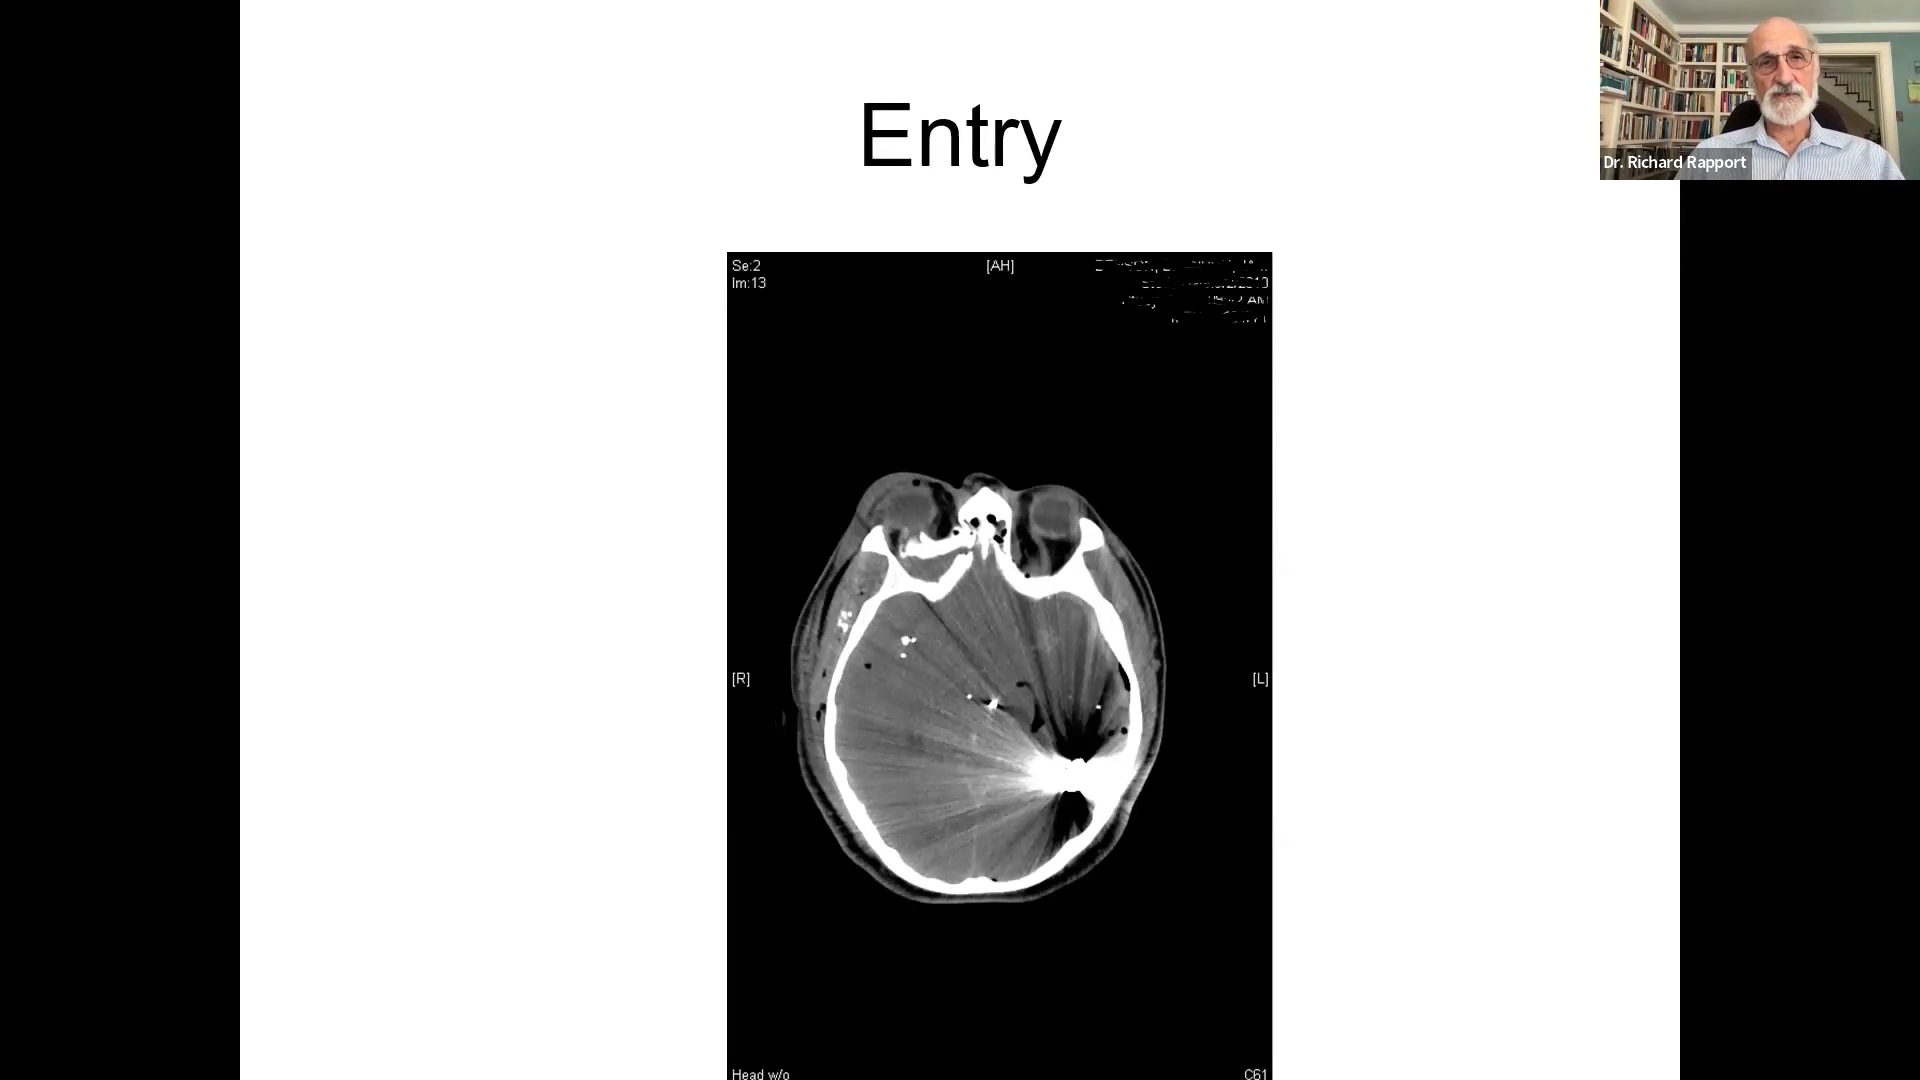 Entry
Dr. Richard Rapport
Se:2
[AH]
Im:13
[R]
[L]
Head w/o
C61